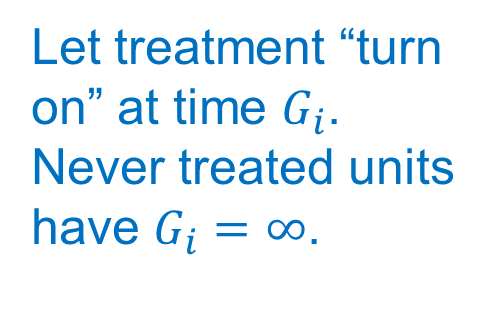 Let treatment “turn
on” at time 𝐺ᵢ.
Never treated units
have 𝐺ᵢ = ∞.